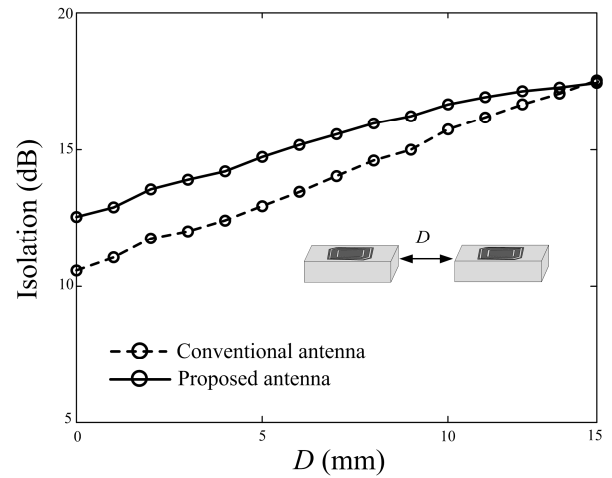 20
15
10
5
Isolation (dB)
D
Conventional antenna
Proposed antenna
0
5
10
15
D (mm)